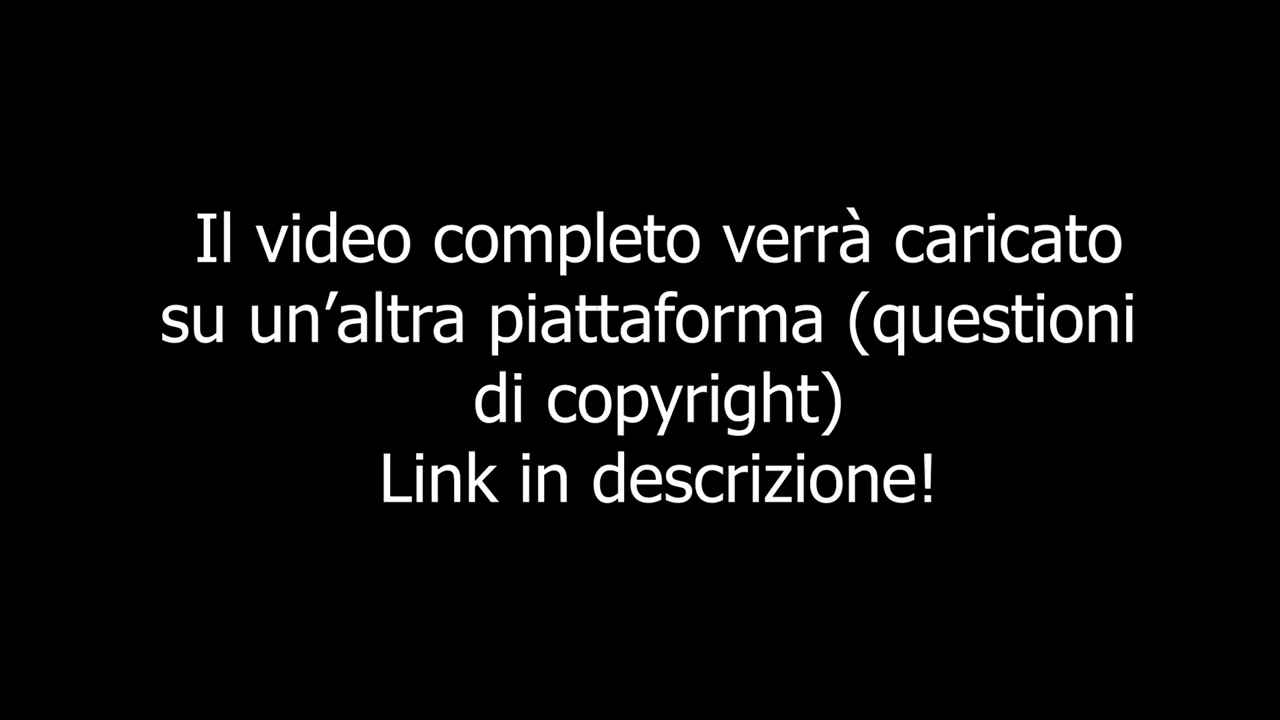 Il video completo verrà caricato
su un’altra piattaforma (questioni
di copyright)
Link in descrizione!